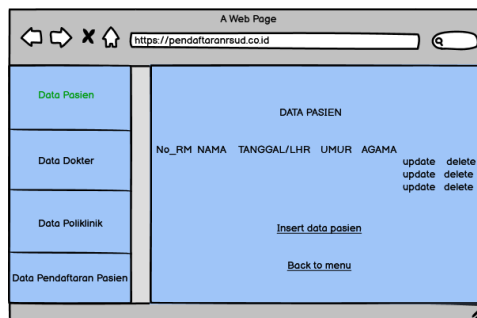 A Web Page
https://pendaftaranrsud.co.id
Data Pasien
Data Dokter
Data Poliklinik
Data Pendaftaran Pasien
DATA PASIEN
No_RM NAMA TANGGAL/LHR UMUR AGAMA
update delete
update delete
update delete
Insert data pasien
Back to menu